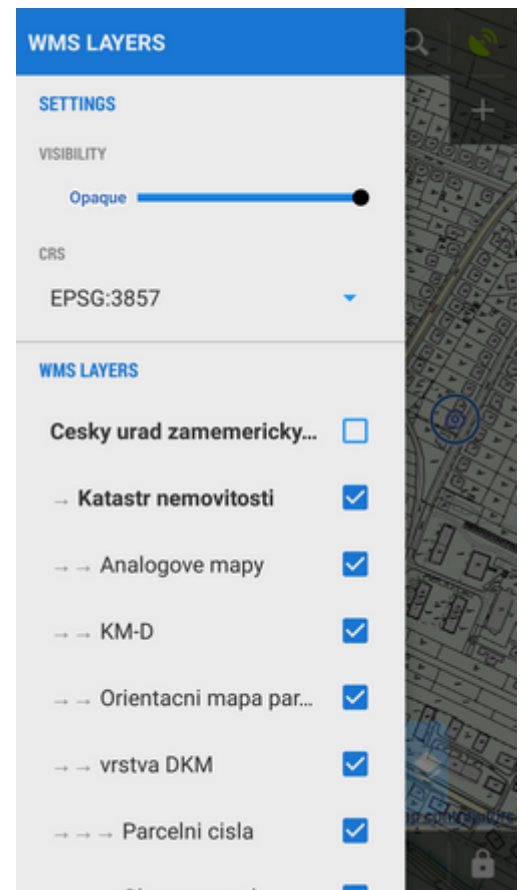 WMS LAYERS
SETTINGS
VISIBILITY
Opaque
CRS
EPSG:3857
WMS LAYERS
Cesky urad zamemericky...
→ Katastr nemovitosti
→ → Analogove mapy
→ → KM-D
→ → Orientacni mapa par...
→ → vrstva DKM
→ → → Parcelni cisla